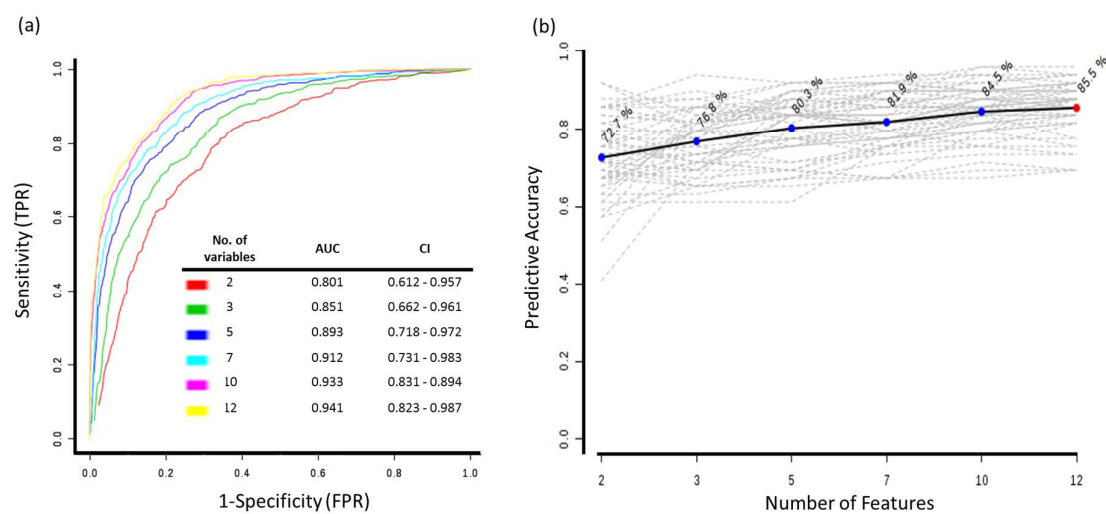 (a)
Sensitivity (TPR)
1.0
0.8
0.6
0.4
0.2
0.0
No. of
variables AUC CI
2 0.801 0.612 - 0.957
3 0.851 0.662 - 0.961
5 0.893 0.718 - 0.972
7 0.912 0.731 - 0.983
10 0.933 0.831 - 0.894
12 0.941 0.823 - 0.987
0.0 0.2 0.4 0.6 0.8 1.0
1-Specificity (FPR)
(b)
Predictive Accuracy
1.0
0.8
0.6
0.4
0.2
0.0
72.7 %
76.8 %
80.3 %
81.9 %
84.5 %
85.5 %
2 3 5 7 10 12
Number of Features